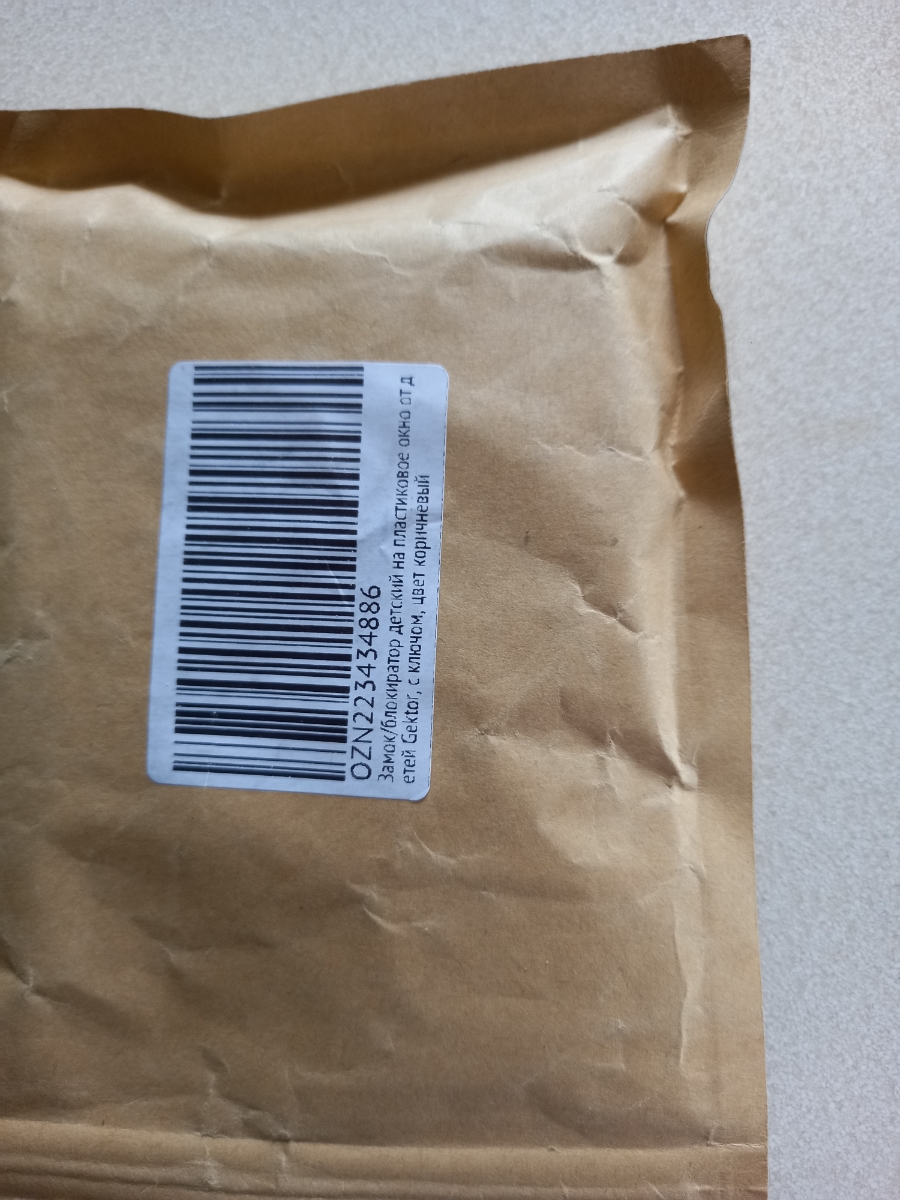 OZN223434886
Замок/блокиратор детский на пластиковое окно от д
етей Gektor, с ключом, цвет коричневый